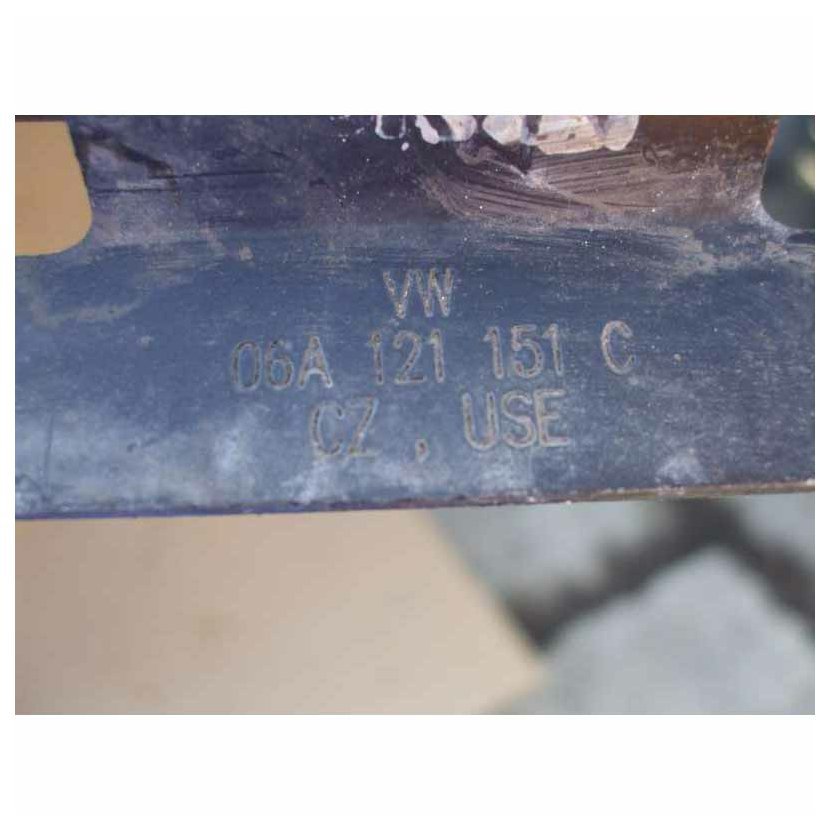 VW
06A 121 151 C
CZ , USE